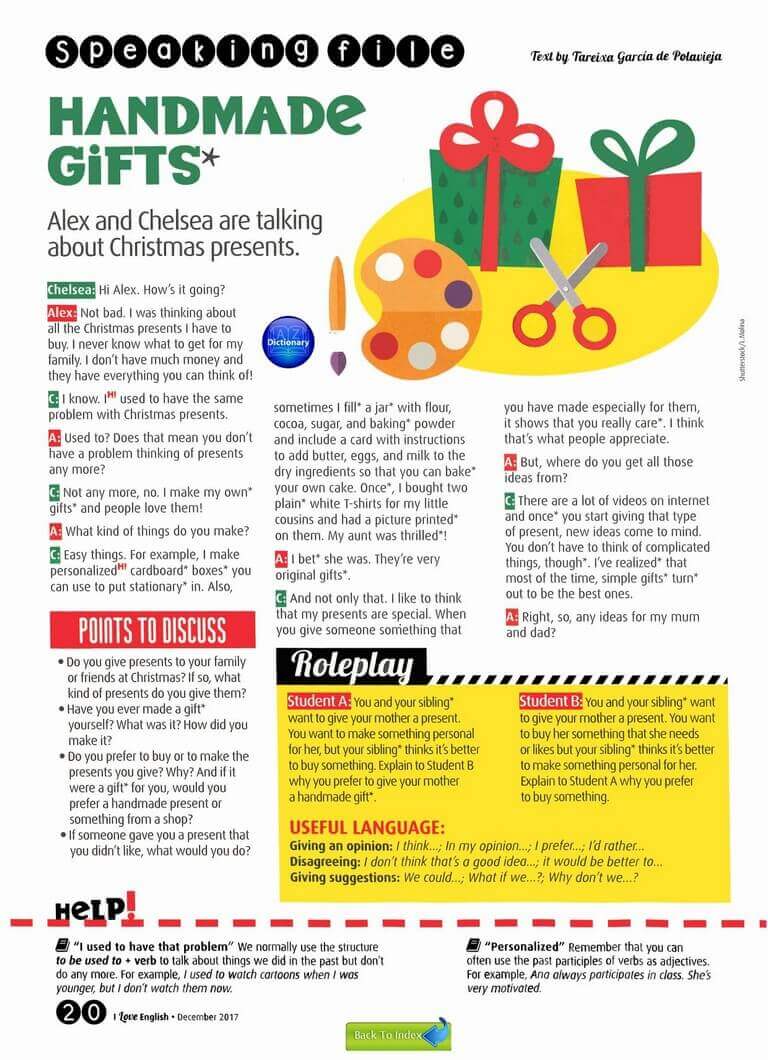 Speaking file
Text by Tareixa García de Polavieja
HANDMADE
GiFTS*
Alex and Chelsea are talking
about Christmas presents.
Chelsea: Hi Alex. How's it going?
Alex: Not bad. I was thinking about
all the Christmas presents I have to
buy. I never know what to get for my
family. I don't have much money and
they have everything you can think of!
C: I know. I H! used to have the same
problem with Christmas presents.
A: Used to? Does that mean you don't
have a problem thinking of presents
any more?
C: Not any more, no. I make my own*
gifts* and people love them!
A: What kind of things do you make?
C: Easy things. For example, I make
personalized H! cardboard* boxes* you
can use to put stationary* in. Also,
A-Z
Dictionary
Shutterstock/L.Molina
sometimes I fill* a jar* with flour,
cocoa, sugar, and baking* powder
and include a card with instructions
to add butter, eggs, and milk to the
dry ingredients so that you can bake*
your own cake. Once*, I bought two
plain* white T-shirts for my little
cousins and had a picture printed*
on them. My aunt was thrilled*!
A: I bet* she was. They're very
original gifts*.
C: And not only that. I like to think
that my presents are special. When
you give someone something that
you have made especially for them,
it shows that you really care*. I think
that's what people appreciate.
A: But, where do you get all those
ideas from?
C: There are a lot of videos on internet
and once* you start giving that type
of present, new ideas come to mind.
You don't have to think of complicated
things, though*. I've realized* that
most of the time, simple gifts* turn*
out to be the best ones.
A: Right, so, any ideas for my mum
and dad?
POINTS TO DISCUSS
• Do you give presents to your family
or friends at Christmas? If so, what
kind of presents do you give them?
• Have you ever made a gift*
yourself? What was it? How did you
make it?
• Do you prefer to buy or to make the
presents you give? Why? And if it
were a gift* for you, would you
prefer a handmade present or
something from a shop?
• If someone gave you a present that
you didn't like, what would you do?
Roleplay
Student A: You and your sibling*
want to give your mother a present.
You want to make something personal
for her, but your sibling* thinks it's better
to buy something. Explain to Student B
why you prefer to give your mother
a handmade gift*.
Student B: You and your sibling* want
to give your mother a present. You want
to buy her something that she needs
or likes but your sibling* thinks it's better
to make something personal for her.
Explain to Student A why you prefer
to buy something.
USEFUL LANGUAGE:
Giving an opinion: I think...; In my opinion...; I prefer...; I'd rather...
Disagreeing: I don't think that's a good idea...; it would be better to...
Giving suggestions: We could...; What if we...?; Why don't we...?
HeLP!
"I used to have that problem" We normally use the structure
to be used to + verb to talk about things we did in the past but don't
do any more. For example, I used to watch cartoons when I was
younger, but I don't watch them now.
"Personalized" Remember that you can
often use the past participles of verbs as adjectives.
For example, Ana always participates in class. She's
very motivated.
20 I Love English • December 2017
Back To Index